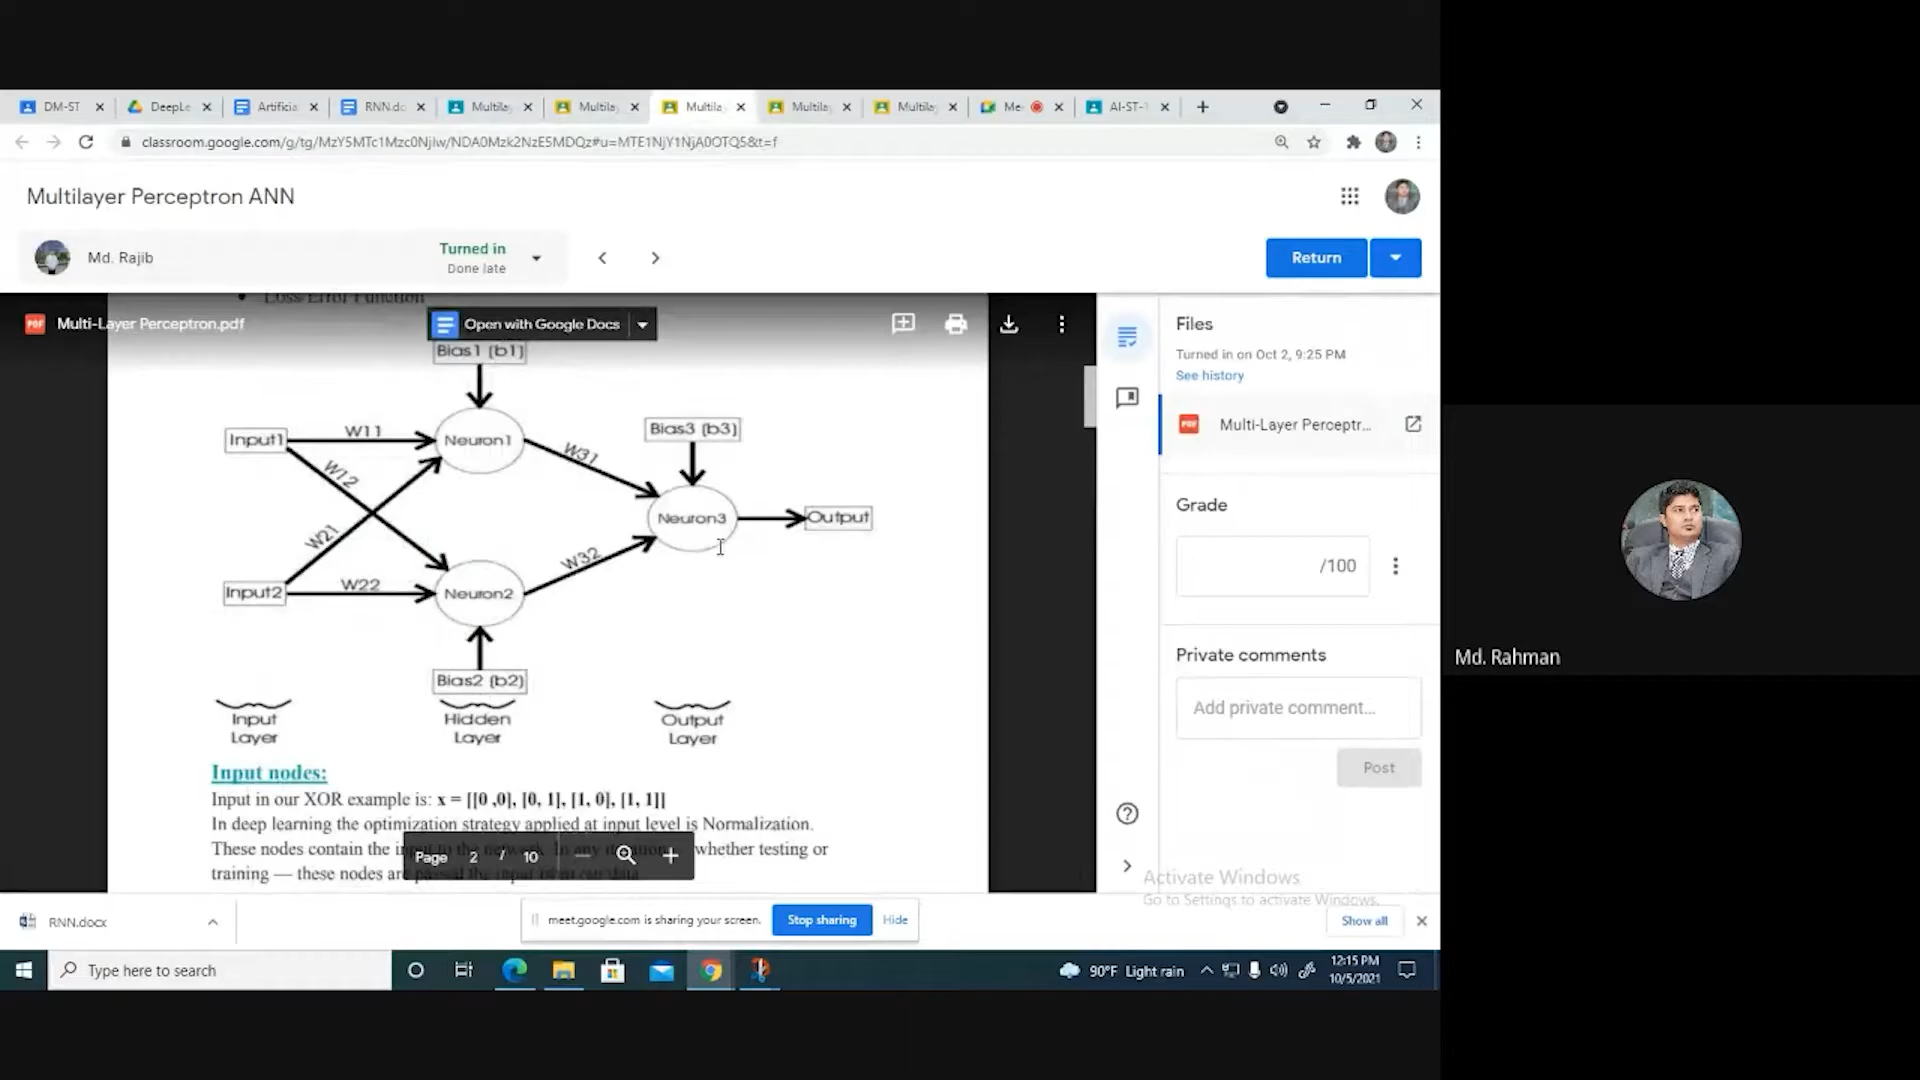 DM-ST
DeepLe
Artificia
RNN.dc
Multila
Multila
Multila
Multila
Multila
Me
AI-ST-
classroom.google.com/g/tg/MzY5MTc1Mzc0NjIw/NDA0Mzk2NzE5MDQz#u=MTE1NjY1NjA0OTQ5&t=f
Multilayer Perceptron ANN
Md. Rajib
Turned in
Done late
Return
Loss Error Function
PDF Multi-Layer Perceptron.pdf
Open with Google Docs
Bias1 (b1)
Input1
W11
Neuron1
W31
Bias3 (b3)
W12
Neuron3
Output
W21
W32
Input2
W22
Neuron2
Bias2 (b2)
Input
Layer
Hidden
Layer
Output
Layer
Input nodes:
Input in our XOR example is: x = [[0 ,0], [0, 1], [1, 0], [1, 1]]
In deep learning the optimization strategy applied at input level is Normalization.
These nodes contain the whether testing or
training — these nodes are
Page 2 / 10
Files
Turned in on Oct 2, 9:25 PM
See history
PDF Multi-Layer Perceptr...
Grade
/100
Private comments
Add private comment...
Post
Activate Windows
Go to Settings to activate Windows.
RNN.docx
meet.google.com is sharing your screen.
Stop sharing
Hide
Show all
Type here to search
90°F Light rain
12:15 PM
10/5/2021
Md. Rahman